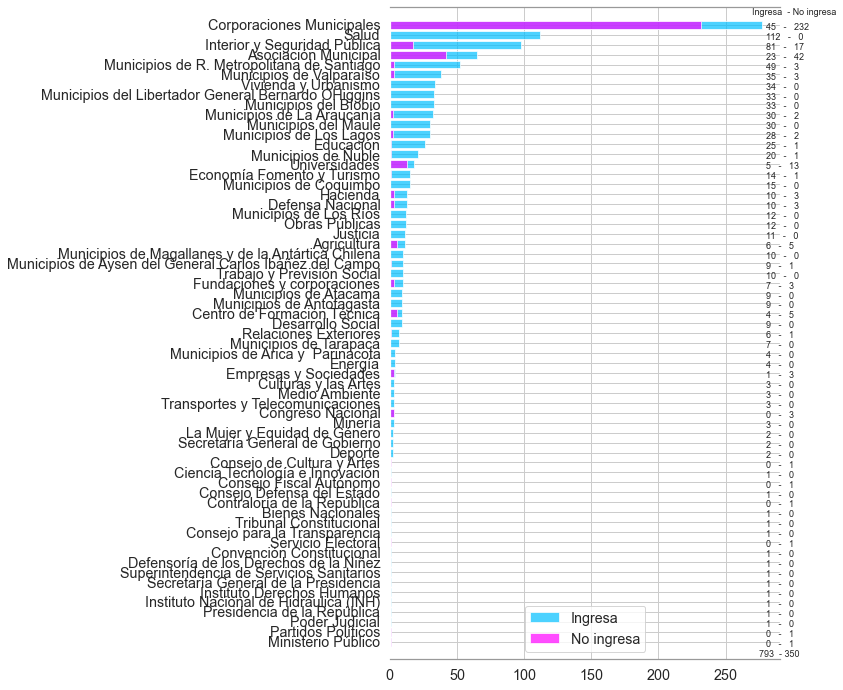 Ingresa - No ingresa
Corporaciones Municipales 45 - 232
Salud 112 - 0
Interior y Seguridad Pública 81 - 17
Asociación Municipal 23 - 42
Municipios de R. Metropolitana de Santiago 49 - 3
Municipios de Valparaíso 35 - 3
Vivienda y Urbanismo 34 - 0
Municipios del Libertador General Bernardo OHiggins 33 - 0
Municipios del Biobío 33 - 0
Municipios de La Araucanía 30 - 2
Municipios del Maule 30 - 0
Municipios de Los Lagos 28 - 2
Educación 25 - 1
Municipios de Ñuble 20 - 1
Universidades 5 - 13
Economía Fomento y Turismo 14 - 1
Municipios de Coquimbo 15 - 0
Hacienda 10 - 3
Defensa Nacional 10 - 3
Municipios de Los Ríos 12 - 0
Obras Públicas 12 - 0
Justicia 11 - 0
Agricultura 6 - 5
Municipios de Magallanes y de la Antártica Chilena 10 - 0
Municipios de Aysén del General Carlos Ibáñez del Campo 9 - 1
Trabajo y Previsión Social 10 - 0
Fundaciones y corporaciones 7 - 3
Municipios de Atacama 9 - 0
Municipios de Antofagasta 9 - 0
Centro de Formación Técnica 4 - 5
Desarrollo Social 9 - 0
Relaciones Exteriores 6 - 1
Municipios de Tarapacá 7 - 0
Municipios de Arica y Parinacota 4 - 0
Energía 4 - 0
Empresas y Sociedades 1 - 3
Culturas y las Artes 3 - 0
Medio Ambiente 3 - 0
Transportes y Telecomunicaciones 3 - 0
Congreso Nacional 0 - 3
Minería 3 - 0
La Mujer y Equidad de Género 2 - 0
Secretaría General de Gobierno 2 - 0
Deporte 2 - 0
Consejo de Cultura y Artes 0 - 1
Ciencia Tecnología e Innovación 1 - 0
Consejo Fiscal Autónomo 0 - 1
Consejo Defensa del Estado 1 - 0
Contraloría de la República 0 - 1
Bienes Nacionales 1 - 0
Tribunal Constitucional 1 - 0
Consejo para la Transparencia 1 - 0
Servicio Electoral 0 - 1
Convención Constitucional 1 - 0
Defensoría de los Derechos de la Niñez 1 - 0
Superintendencia de Servicios Sanitarios 1 - 0
Secretaría General de la Presidencia 1 - 0
Instituto Derechos Humanos 1 - 0
Instituto Nacional de Hidráulica (INH) 1 - 0
Presidencia de la República 1 - 0
Poder Judicial 1 - 0
Partidos Políticos 0 - 1
Ministerio Público 0 - 1
793 - 350
Ingresa
No ingresa
0 50 100 150 200 250